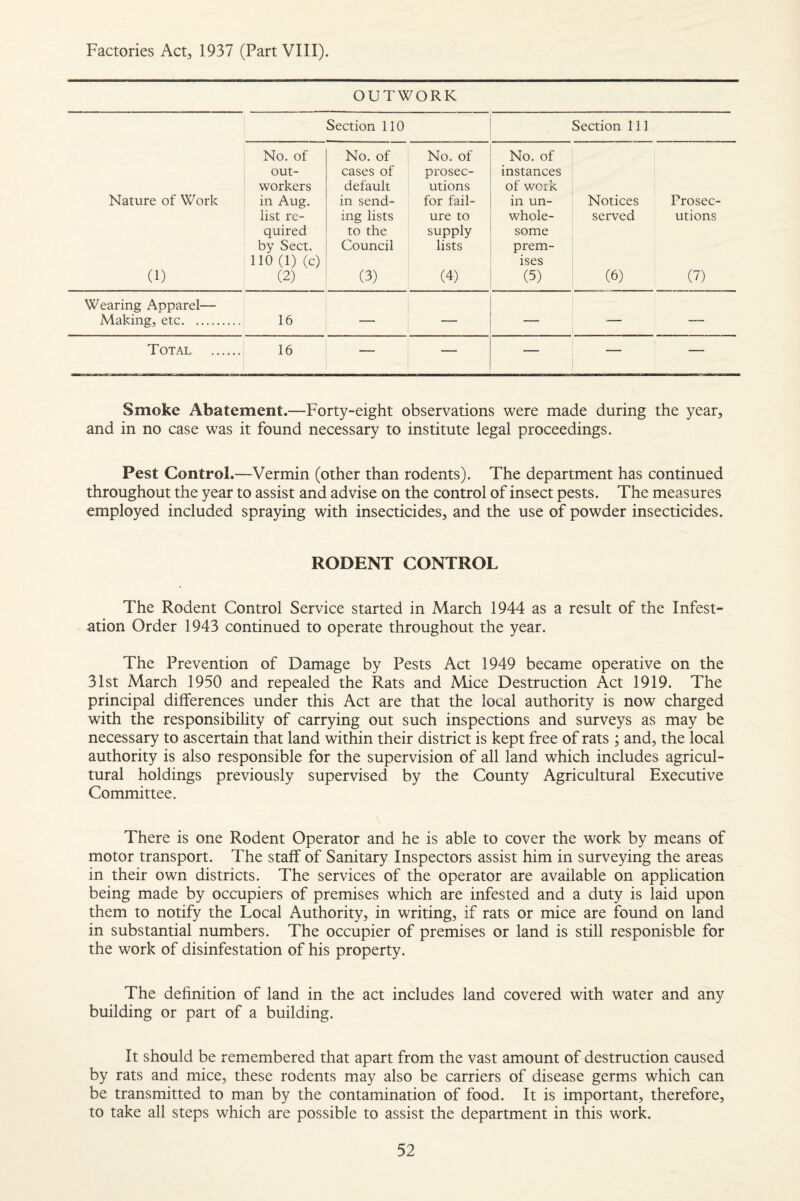 Factories Act, 1937 (Part VIII).
OUTWORK
Section 110 Section 111
Nature of Work
(1)
No. of
out-
workers
in Aug.
list re-
quired
by Sect.
110 (1) (c)
(2)
No. of
cases of
default
in send-
ing lists
to the
Council
(3)
No. of
prosec-
utions
for fail-
ure to
supply
lists
(4)
No. of
instances
of work
in un-
whole-
some
prem-
ises
(5)
Notices
served
(6)
Prosec-
utions
(7)
Wearing Apparel—
Making, etc. .......... 16 — — — — —
TOTAL ...... 16 — — — — —
Smoke Abatement.—Forty-eight observations were made during the year,
and in no case was it found necessary to institute legal proceedings.
Pest Control.—Vermin (other than rodents). The department has continued
throughout the year to assist and advise on the control of insect pests. The measures
employed included spraying with insecticides, and the use of powder insecticides.
RODENT CONTROL
The Rodent Control Service started in March 1944 as a result of the Infest-
ation Order 1943 continued to operate throughout the year.
The Prevention of Damage by Pests Act 1949 became operative on the
31st March 1950 and repealed the Rats and Mice Destruction Act 1919. The
principal differences under this Act are that the local authority is now charged
with the responsibility of carrying out such inspections and surveys as may be
necessary to ascertain that land within their district is kept free of rats ; and, the local
authority is also responsible for the supervision of all land which includes agricul-
tural holdings previously supervised by the County Agricultural Executive
Committee.
There is one Rodent Operator and he is able to cover the work by means of
motor transport. The staff of Sanitary Inspectors assist him in surveying the areas
in their own districts. The services of the operator are available on application
being made by occupiers of premises which are infested and a duty is laid upon
them to notify the Local Authority, in writing, if rats or mice are found on land
in substantial numbers. The occupier of premises or land is still responisble for
the work of disinfestation of his property.
The definition of land in the act includes land covered with water and any
building or part of a building.
It should be remembered that apart from the vast amount of destruction caused
by rats and mice, these rodents may also be carriers of disease germs which can
be transmitted to man by the contamination of food. It is important, therefore,
to take all steps which are possible to assist the department in this work.
52